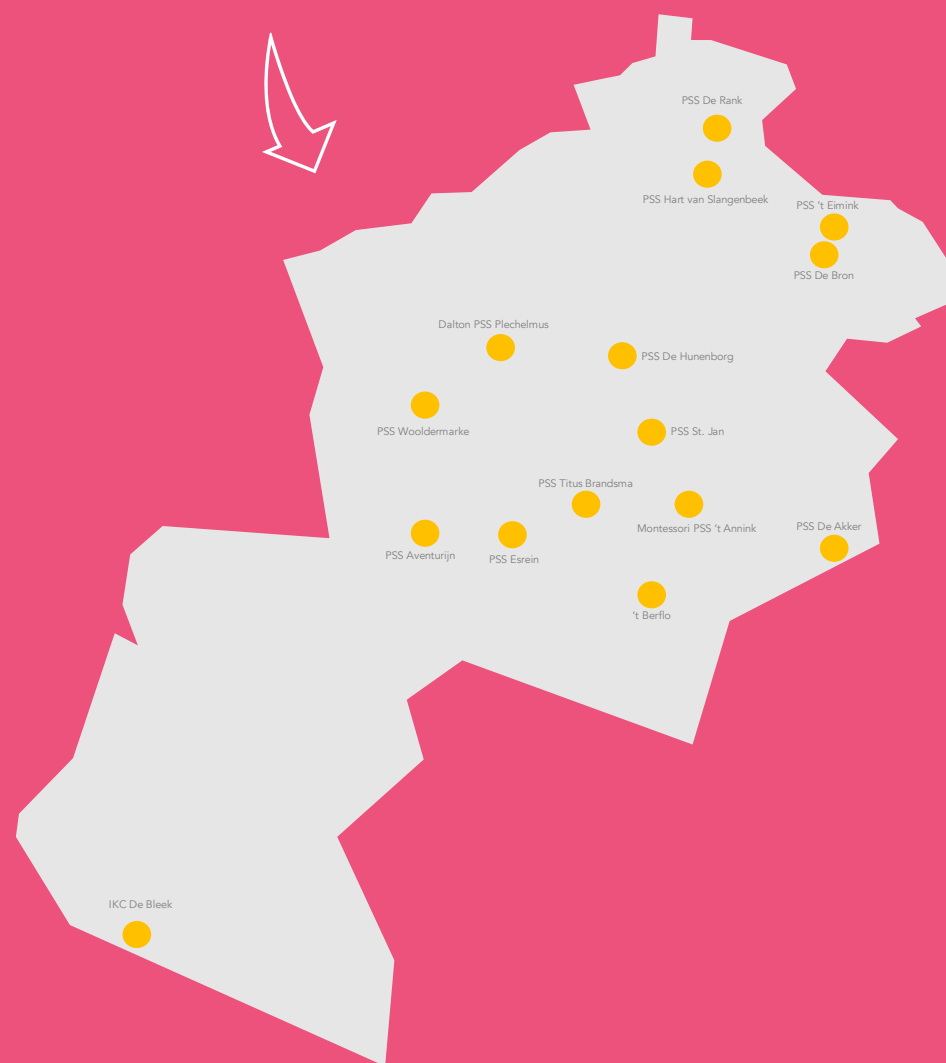 PSS De Rank
PSS Hart van Slangenbeek
PSS 't Eimink
PSS De Bron
Dalton PSS Plechelmus
PSS De Hunenborg
PSS Wooldermarke
PSS St. Jan
PSS Titus Brandsma
Montessori PSS 't Annink
PSS De Akker
PSS Aventurijn
PSS Esrein
't Berflo
IKC De Bleek